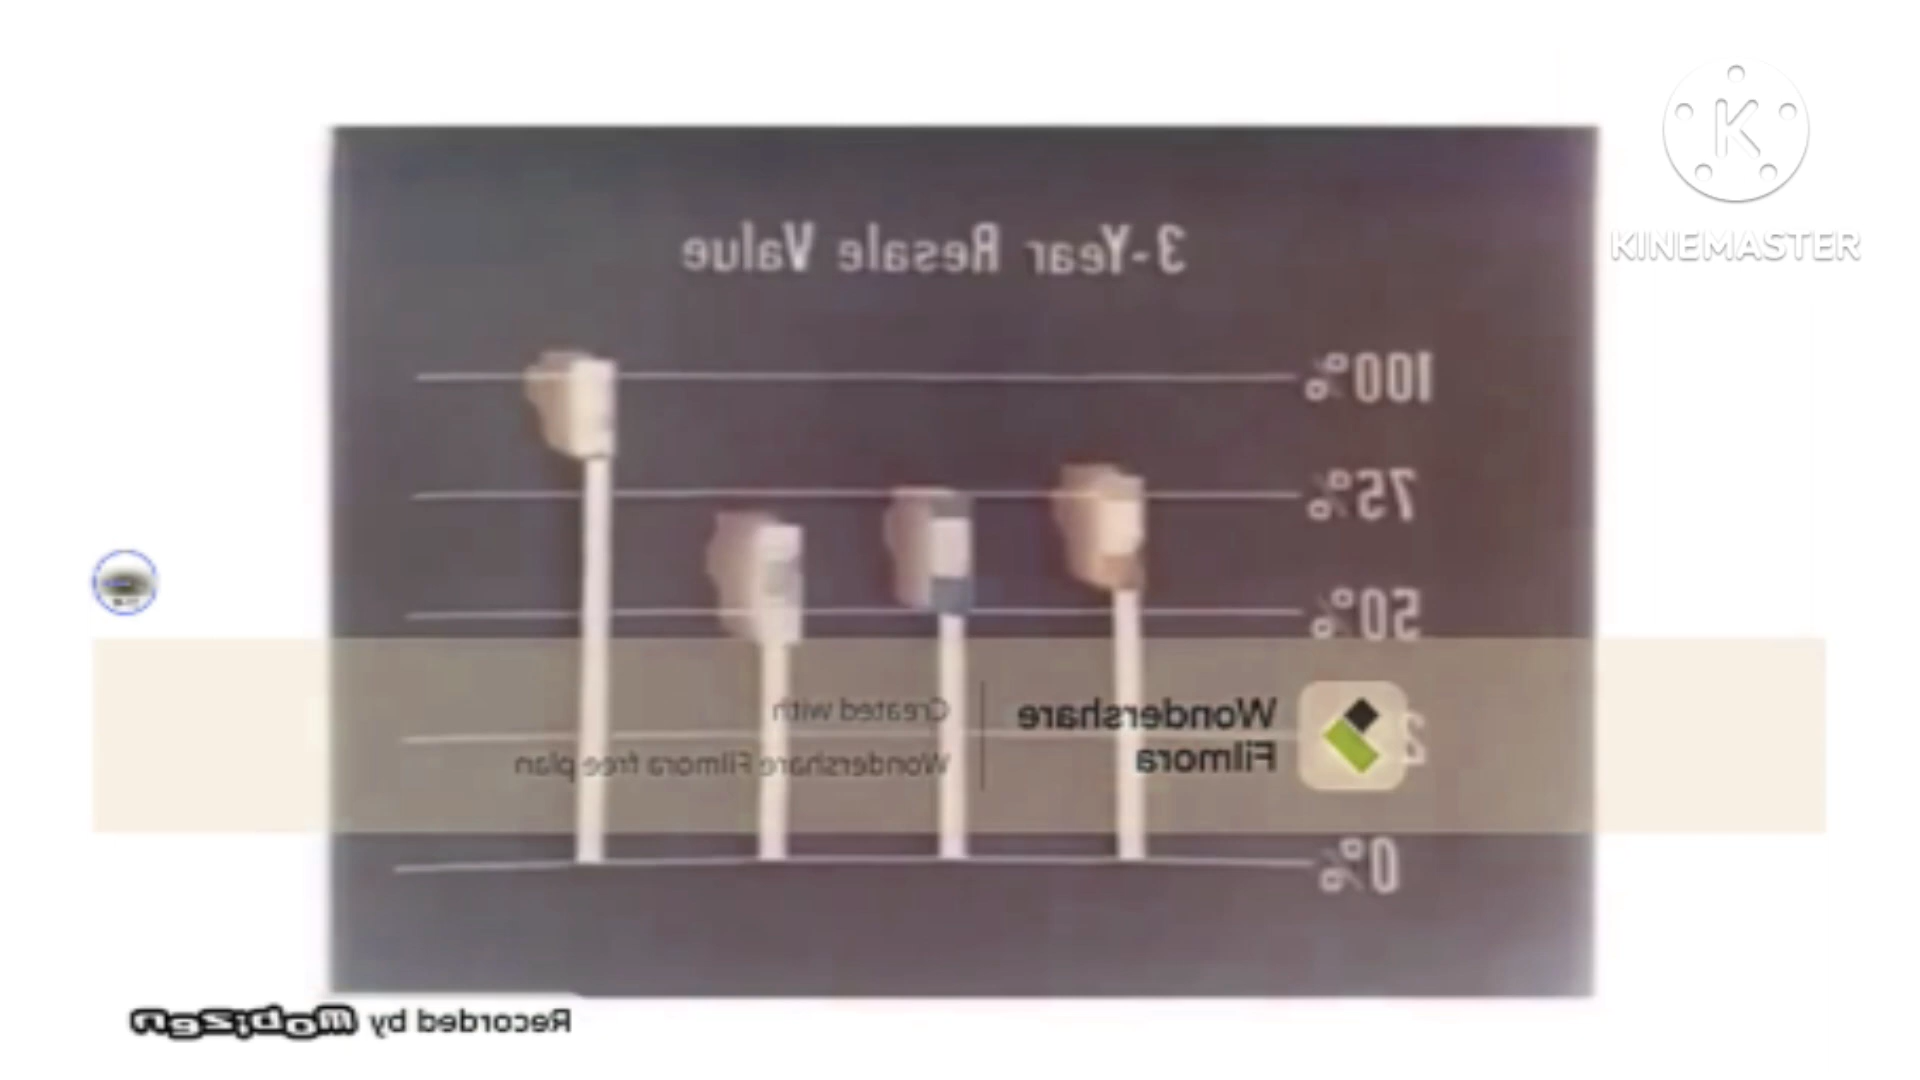 KINEMASTER
3-Year Resale Value
100%
75%
50%
2
0%
Wondershare
Filmora
Created with
Wondershare Filmora free plan
Recorded by Mobizen